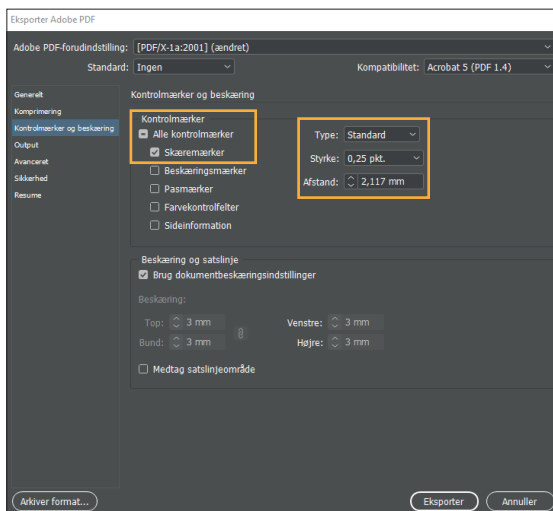 Eksporter Adobe PDF
Adobe PDF-forudindstilling: [PDF/X-1a:2001] (ændret)
Standard: Ingen Kompatibilitet: Acrobat 5 (PDF 1.4)
Generelt
Komprimering
Kontrolmærker og beskæring
Output
Avanceret
Sikkerhed
Resume
Kontrolmærker og beskæring
Kontrolmærker
Alle kontrolmærker
Skæremærker
Beskæringsmærker
Pasmærker
Farvekontrolfelter
Sideinformation
Type: Standard
Styrke: 0,25 pkt.
Afstand: 2,117 mm
Beskæring og satslinje
Brug dokumentbeskæringsindstillinger
Beskæring:
Top: 3 mm Venstre: 3 mm
Bund: 3 mm Højre: 3 mm
Medtag satslinjeområde
Arkiver format... Eksporter Annuller